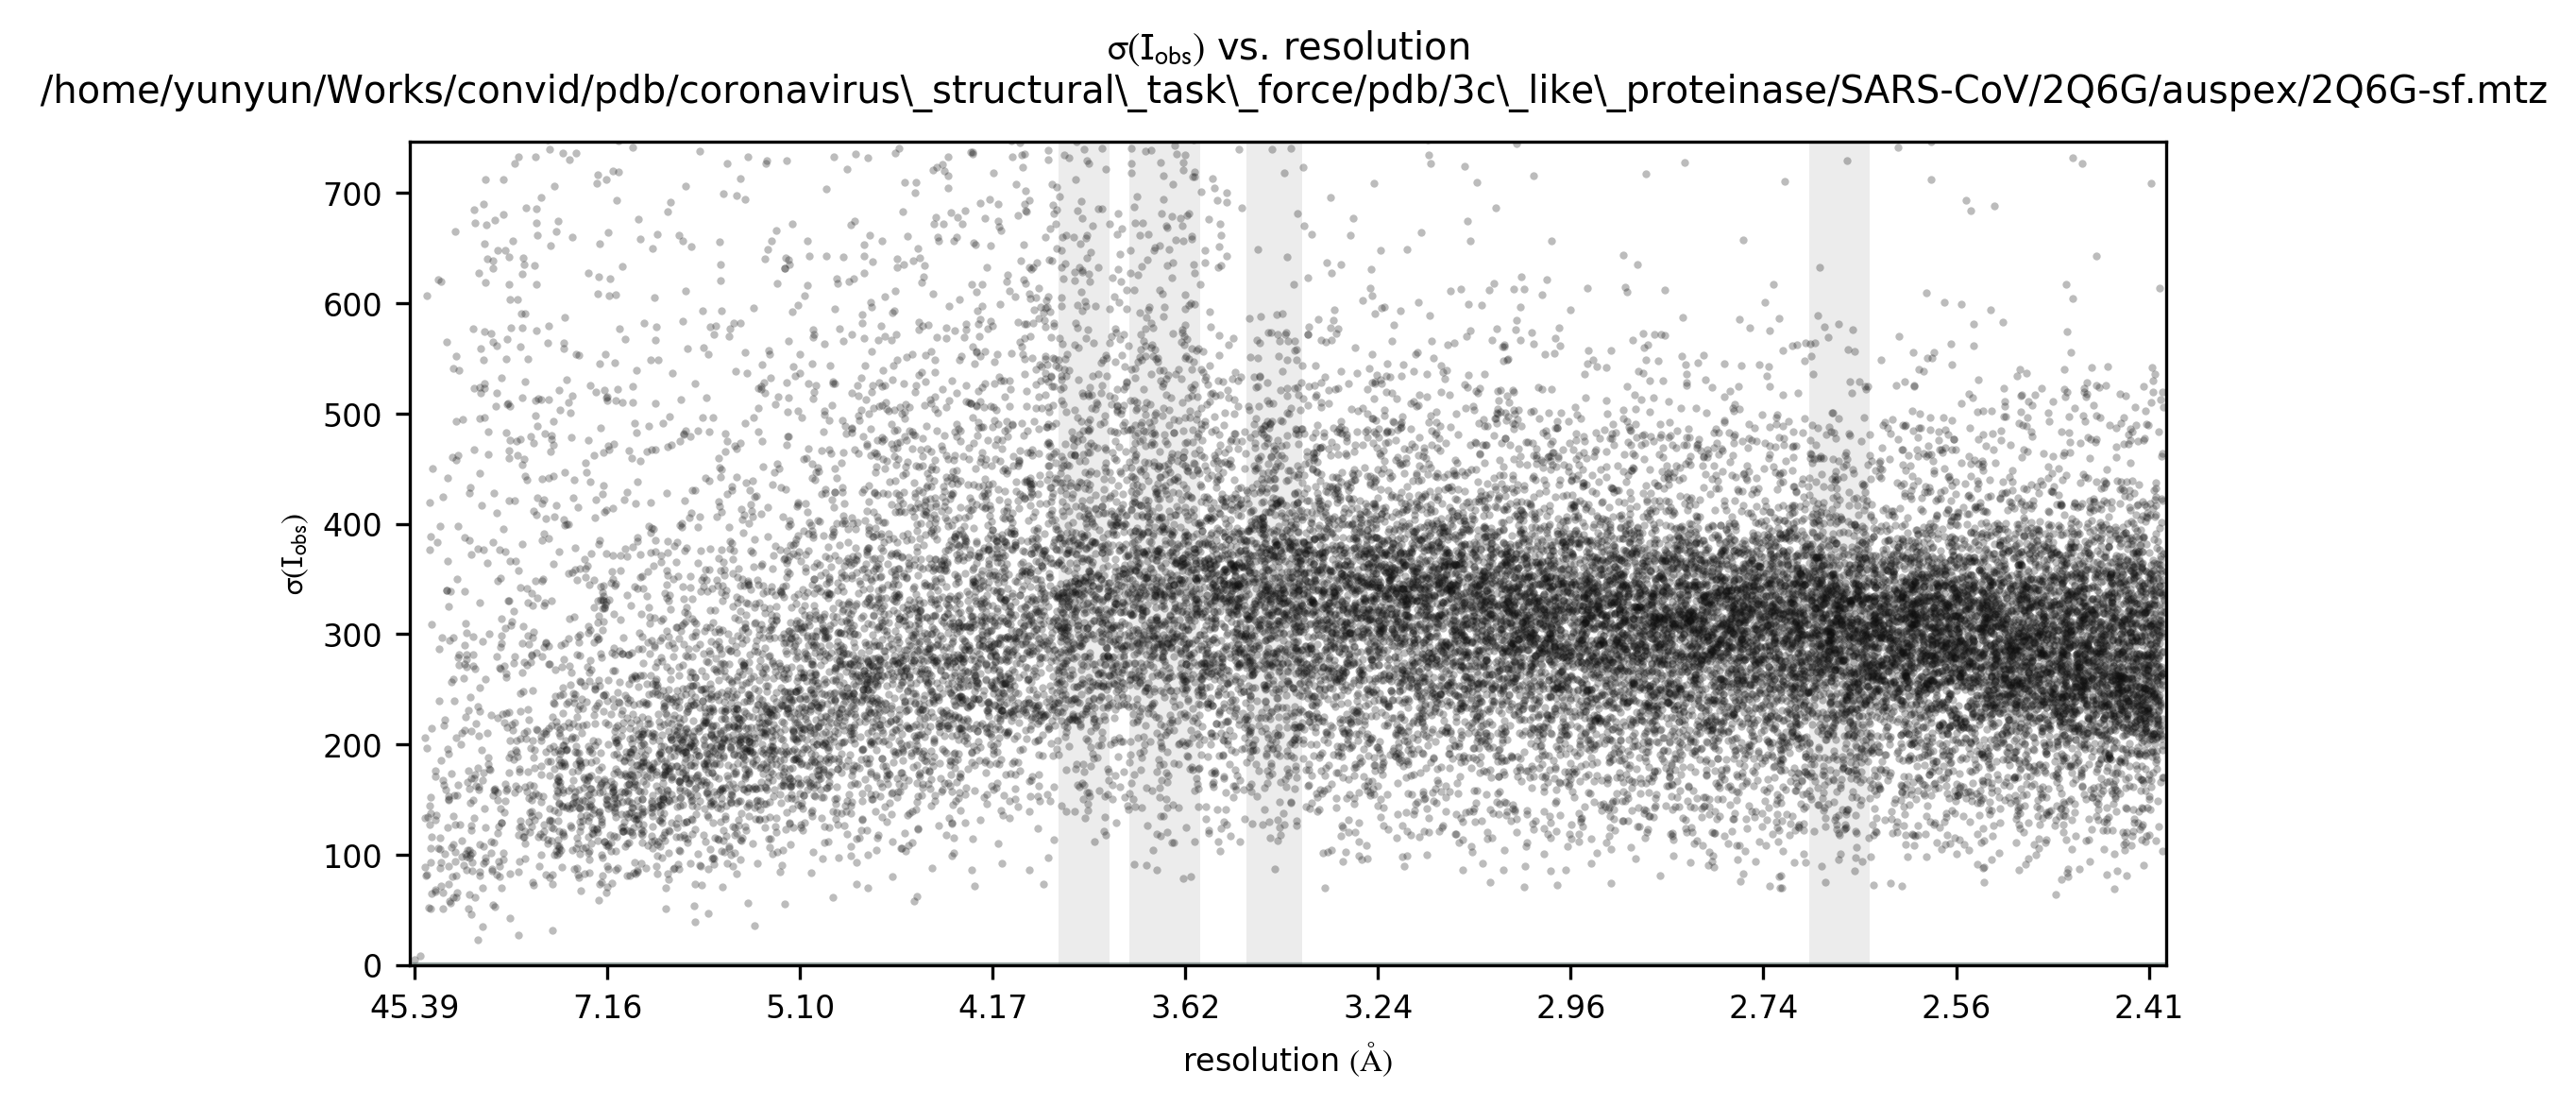 σ(I_obs) vs. resolution
/home/yunyun/Works/convid/pdb/coronavirus\_structural\_task\_force/pdb/3c\_like\_proteinase/SARS-CoV/2Q6G/auspex/2Q6G-sf.mtz
700
600
500
400
300
200
100
0
σ(I_obs)
45.39 7.16 5.10 4.17 3.62 3.24 2.96 2.74 2.56 2.41
resolution (Å)